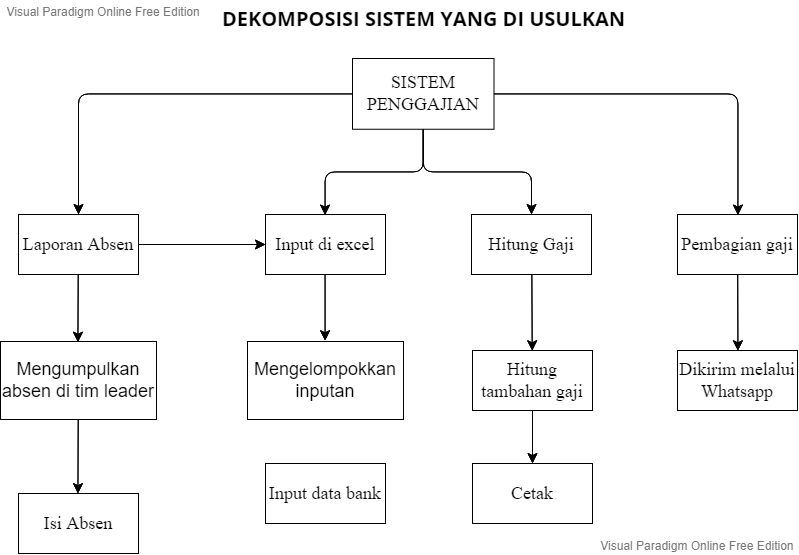 Visual Paradigm Online Free Edition
DEKOMPOSISI SISTEM YANG DI USULKAN
SISTEM
PENGGAJIAN
Laporan Absen
Input di excel
Hitung Gaji
Pembagian gaji
Mengumpulkan
absen di tim leader
Mengelompokkan
inputan
Hitung
tambahan gaji
Dikirim melalui
Whatsapp
Input data bank
Cetak
Isi Absen
Visual Paradigm Online Free Edition